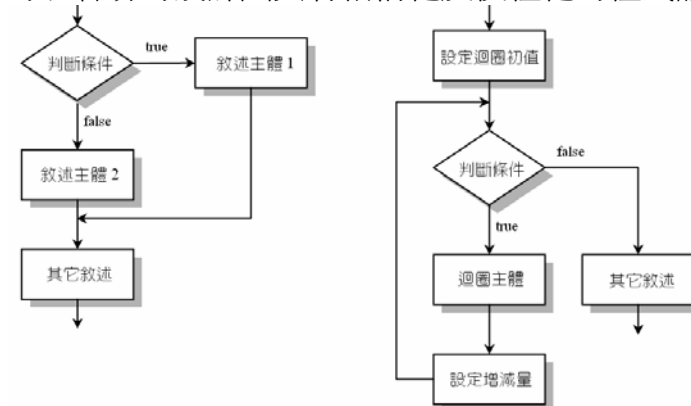 判斷條件
true
敘述主體 1
false
敘述主體 2
其它敘述
設定迴圈初值
判斷條件
false
true
迴圈主體
其它敘述
設定增減量